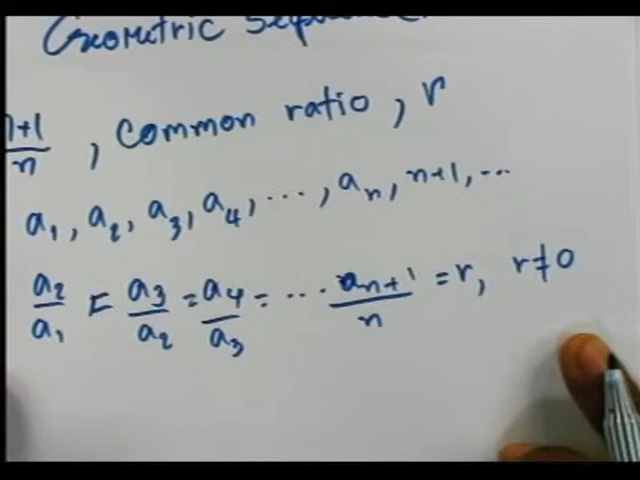 Geometric Sequence
n+1/n , Common ratio , r
a₁, a₂, a₃, a₄, ..., aₙ, n+1, ...
a₂/a₁ = a₃/a₂ = a₄/a₃ = ... aₙ₊₁/n = r, r≠0